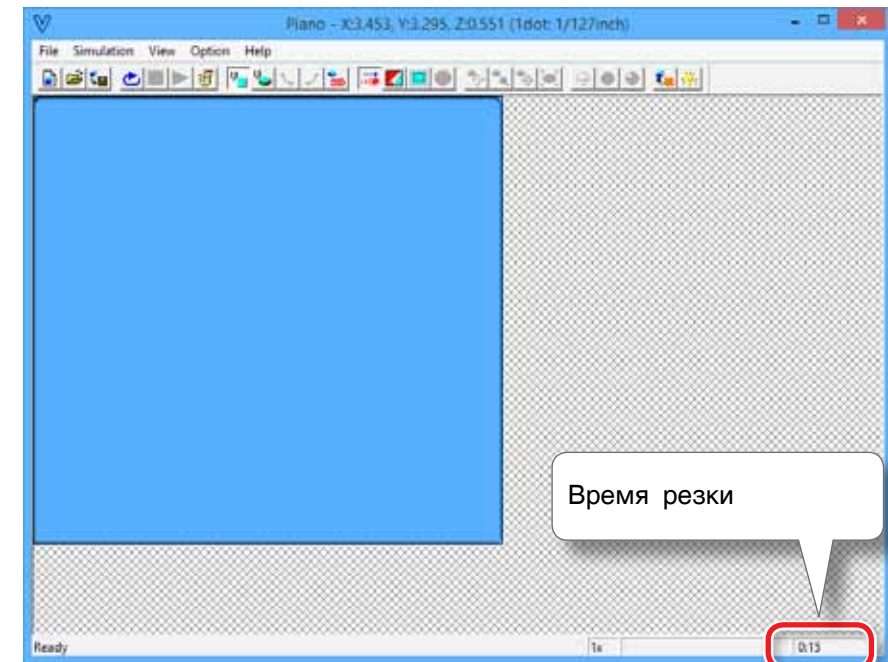 Piano - X:3.453, Y:3.295, Z:0.551 (1dot: 1/127inch)
File Simulation View Option Help
Время резки
Ready 1x 0:15